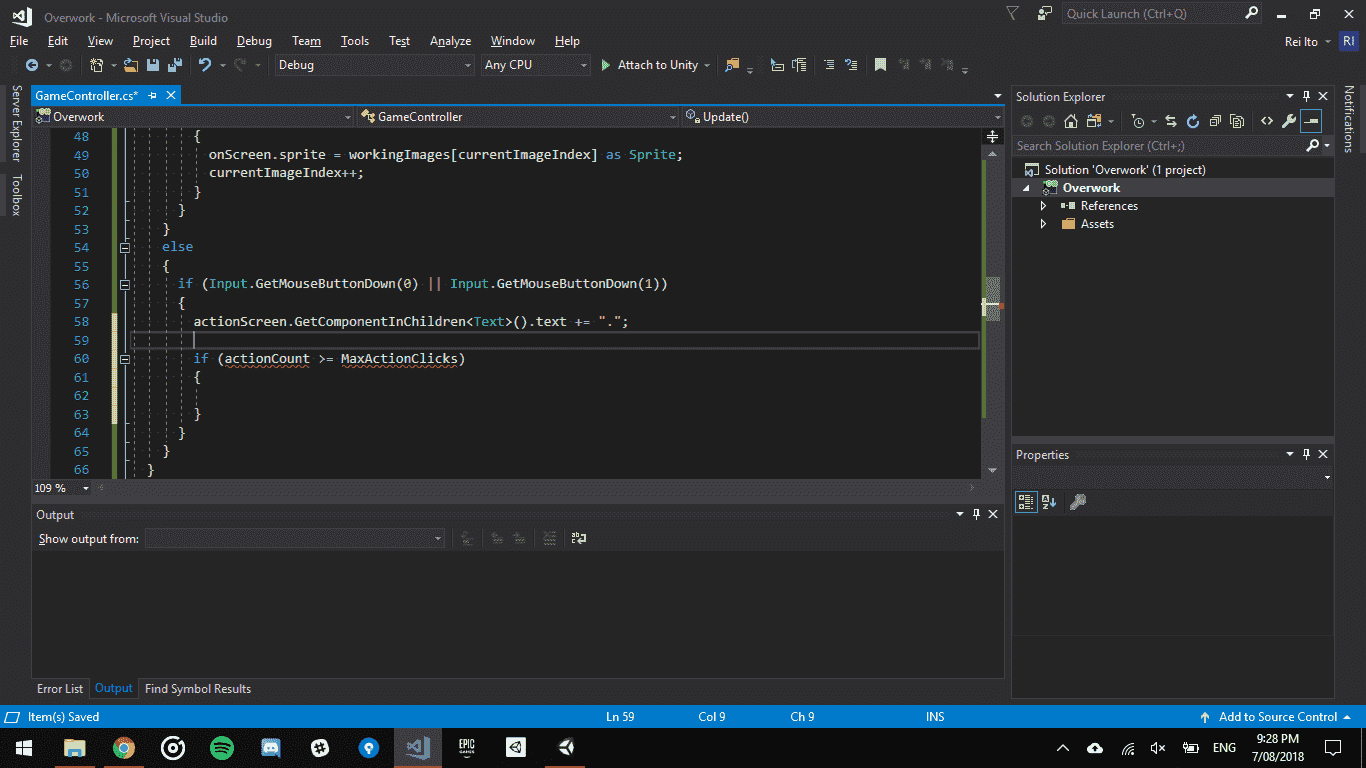 Overwork - Microsoft Visual Studio
Quick Launch (Ctrl+Q)
File Edit View Project Build Debug Team Tools Test Analyze Window Help
Rei Ito RI
Debug Any CPU Attach to Unity
Server Explorer
Toolbox
Notifications
GameController.cs*
Overwork GameController Update()
48 {
49 onScreen.sprite = workingImages[currentImageIndex] as Sprite;
50 currentImageIndex++;
51 }
52 }
53 }
54 else
55 {
56 if (Input.GetMouseButtonDown(0) || Input.GetMouseButtonDown(1))
57 {
58 actionScreen.GetComponentInChildren<Text>().text += ".";
59
60 if (actionCount >= MaxActionClicks)
61 {
62
63 }
64 }
65 }
66 }
109 %
Solution Explorer
Search Solution Explorer (Ctrl+;)
Solution 'Overwork' (1 project)
Overwork
References
Assets
Properties
Output
Show output from:
Error List Output Find Symbol Results
Item(s) Saved Ln 59 Col 9 Ch 9 INS Add to Source Control
EPIC GAMES
ENG
9:28 PM
7/08/2018